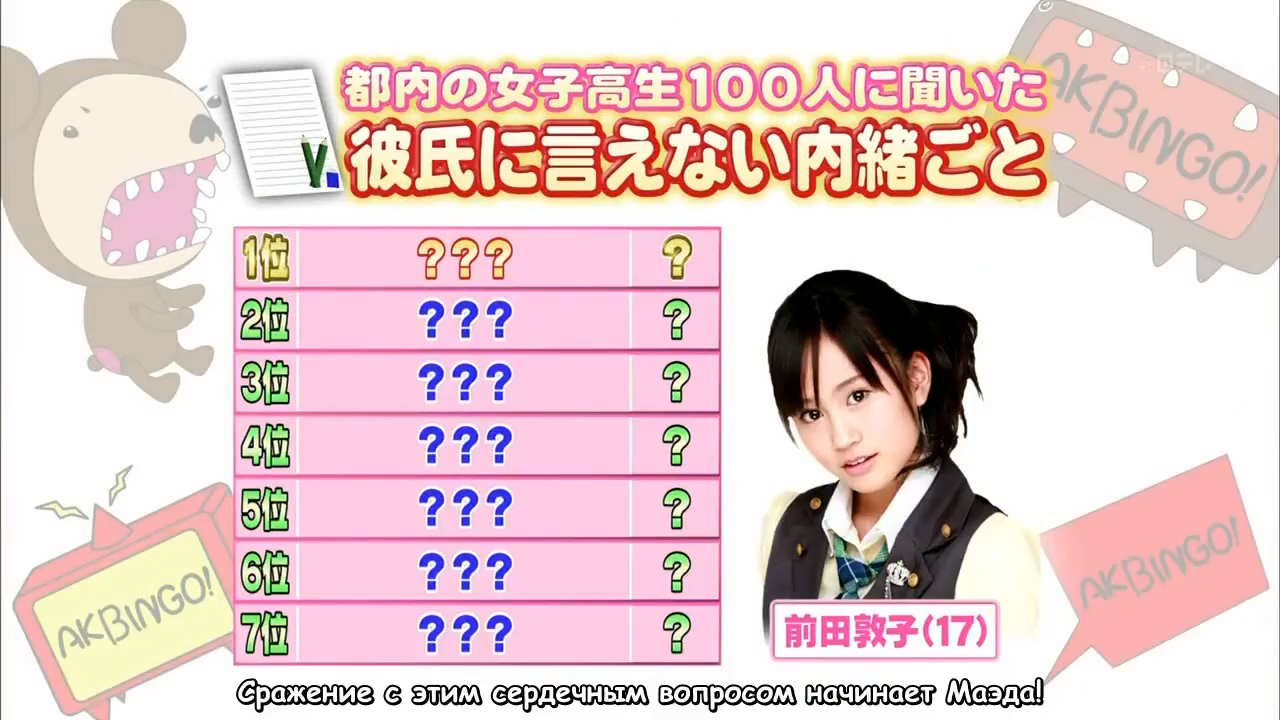 都内の女子高生100人に聞いた
彼氏に言えない内緒ごと
AKBINGO!
1位 ??? ?
2位 ??? ?
3位 ??? ?
4位 ??? ?
5位 ??? ?
6位 ??? ?
7位 ??? ?
前田敦子(17)
AKBINGO!
AKBINGO!
Сражение с этим сердечным вопросом начинает Маэда!